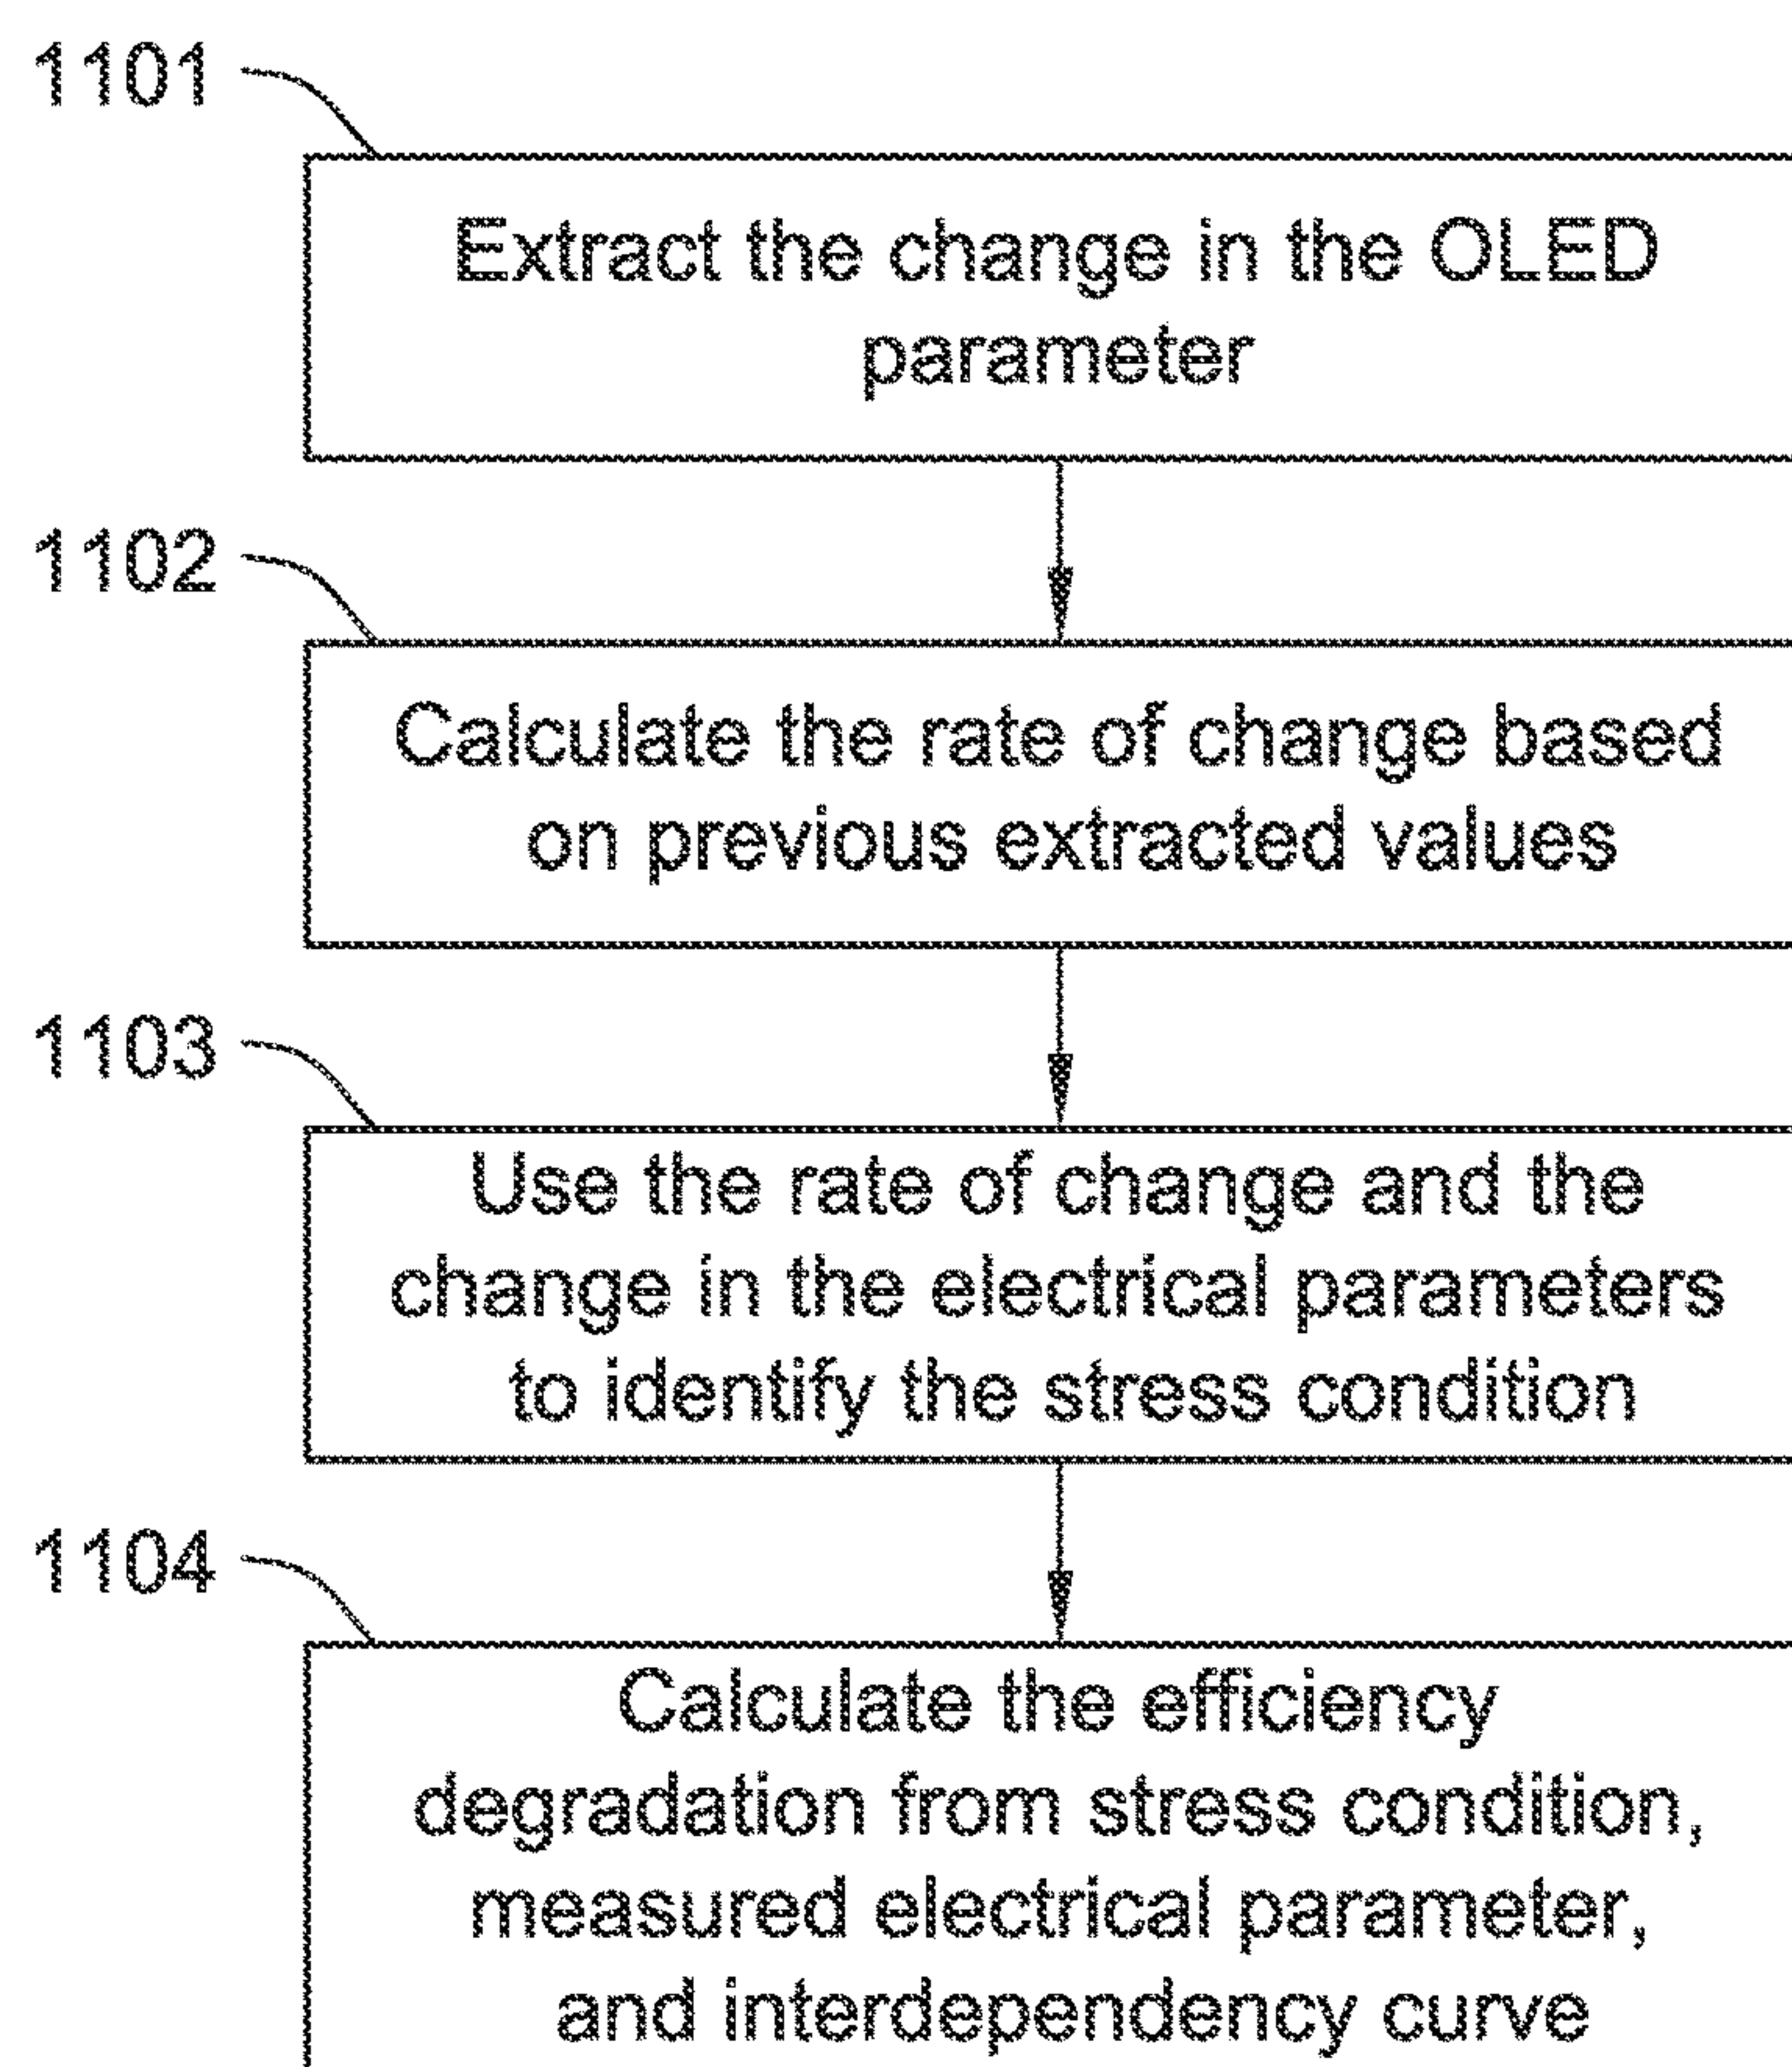 1101
Extract the change in the OLED
parameter
1102
Calculate the rate of change based
on previous extracted values
1103
Use the rate of change and the
change in the electrical parameters
to identify the stress condition
1104
Calculate the efficiency
degradation from stress condition,
measured electrical parameter,
and interdependency curve